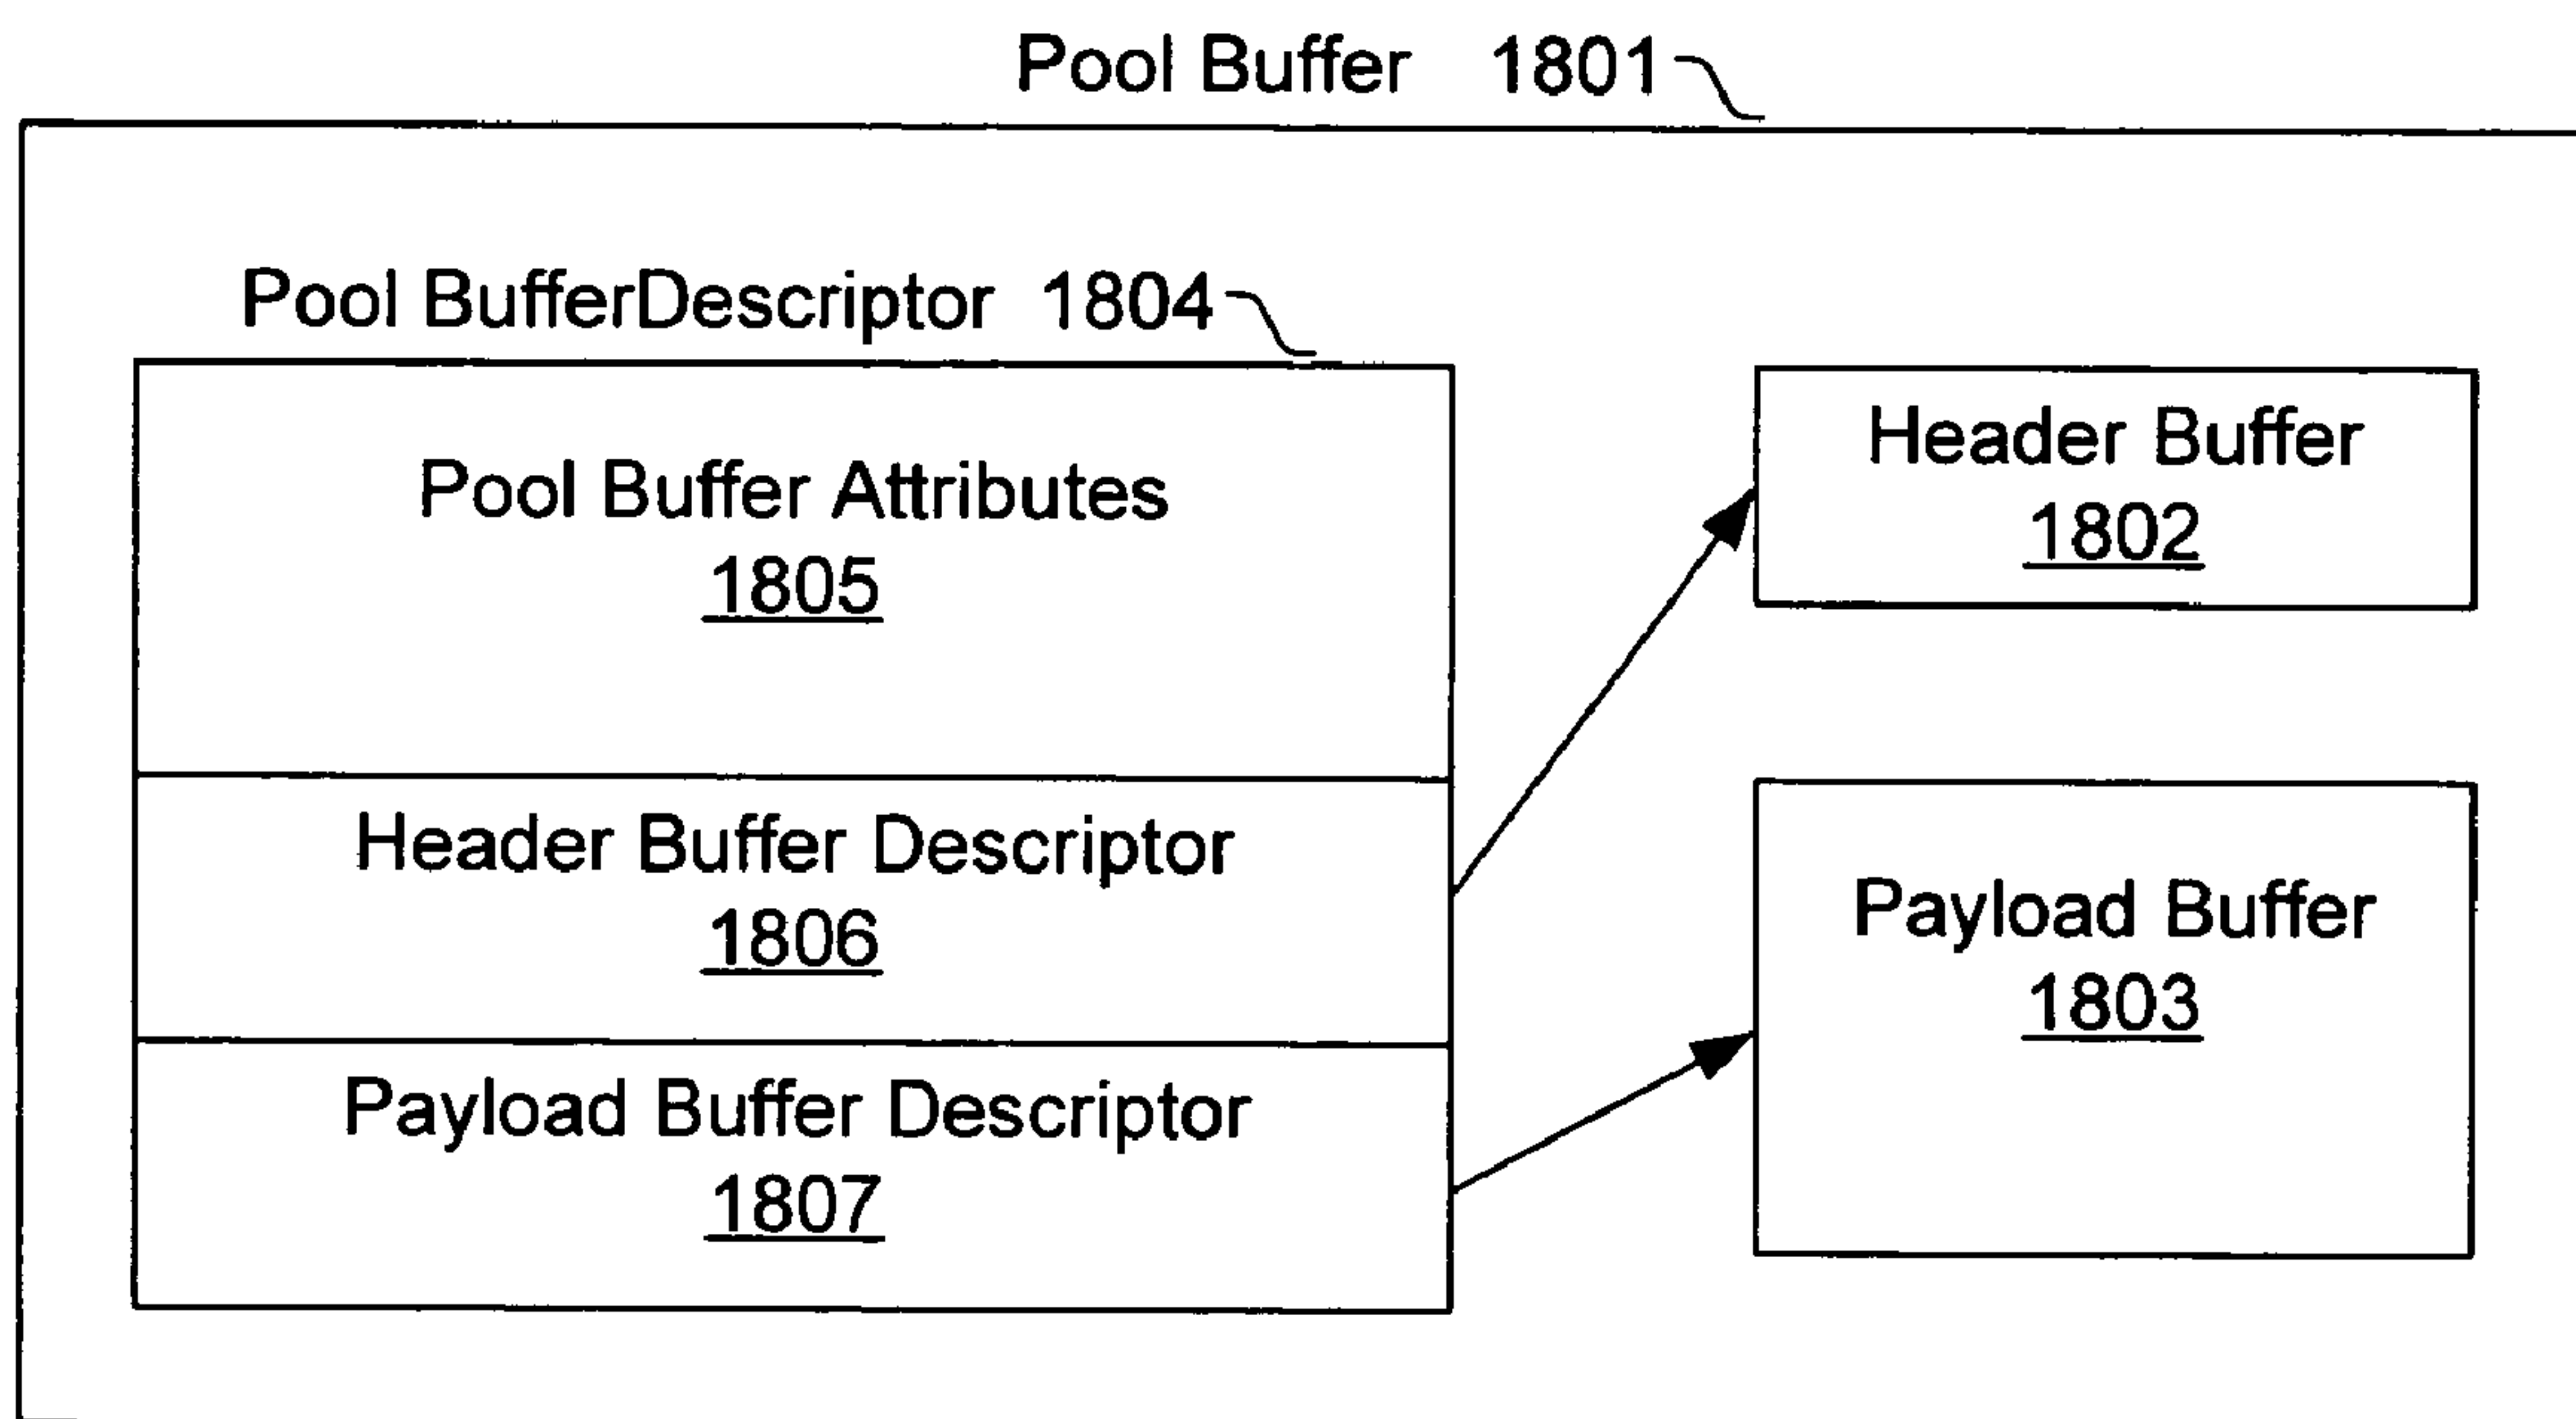 Pool Buffer 1801
Pool BufferDescriptor 1804
Pool Buffer Attributes
1805
Header Buffer Descriptor
1806
Payload Buffer Descriptor
1807
Header Buffer
1802
Payload Buffer
1803